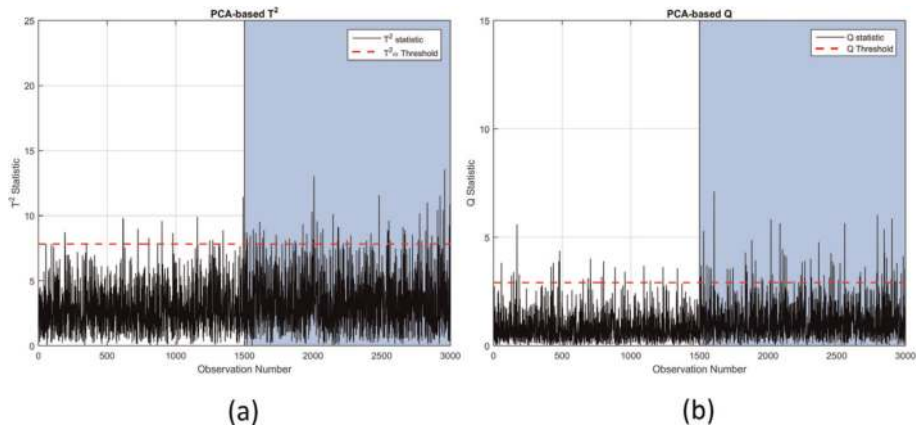 PCA-based T²
T² statistic
T²α Threshold
T² Statistic
25
20
15
10
5
0
0 500 1000 1500 2000 2500 3000
Observation Number
(a)
PCA-based Q
Q statistic
Q Threshold
Q Statistic
15
10
5
0
0 500 1000 1500 2000 2500 3000
Observation Number
(b)